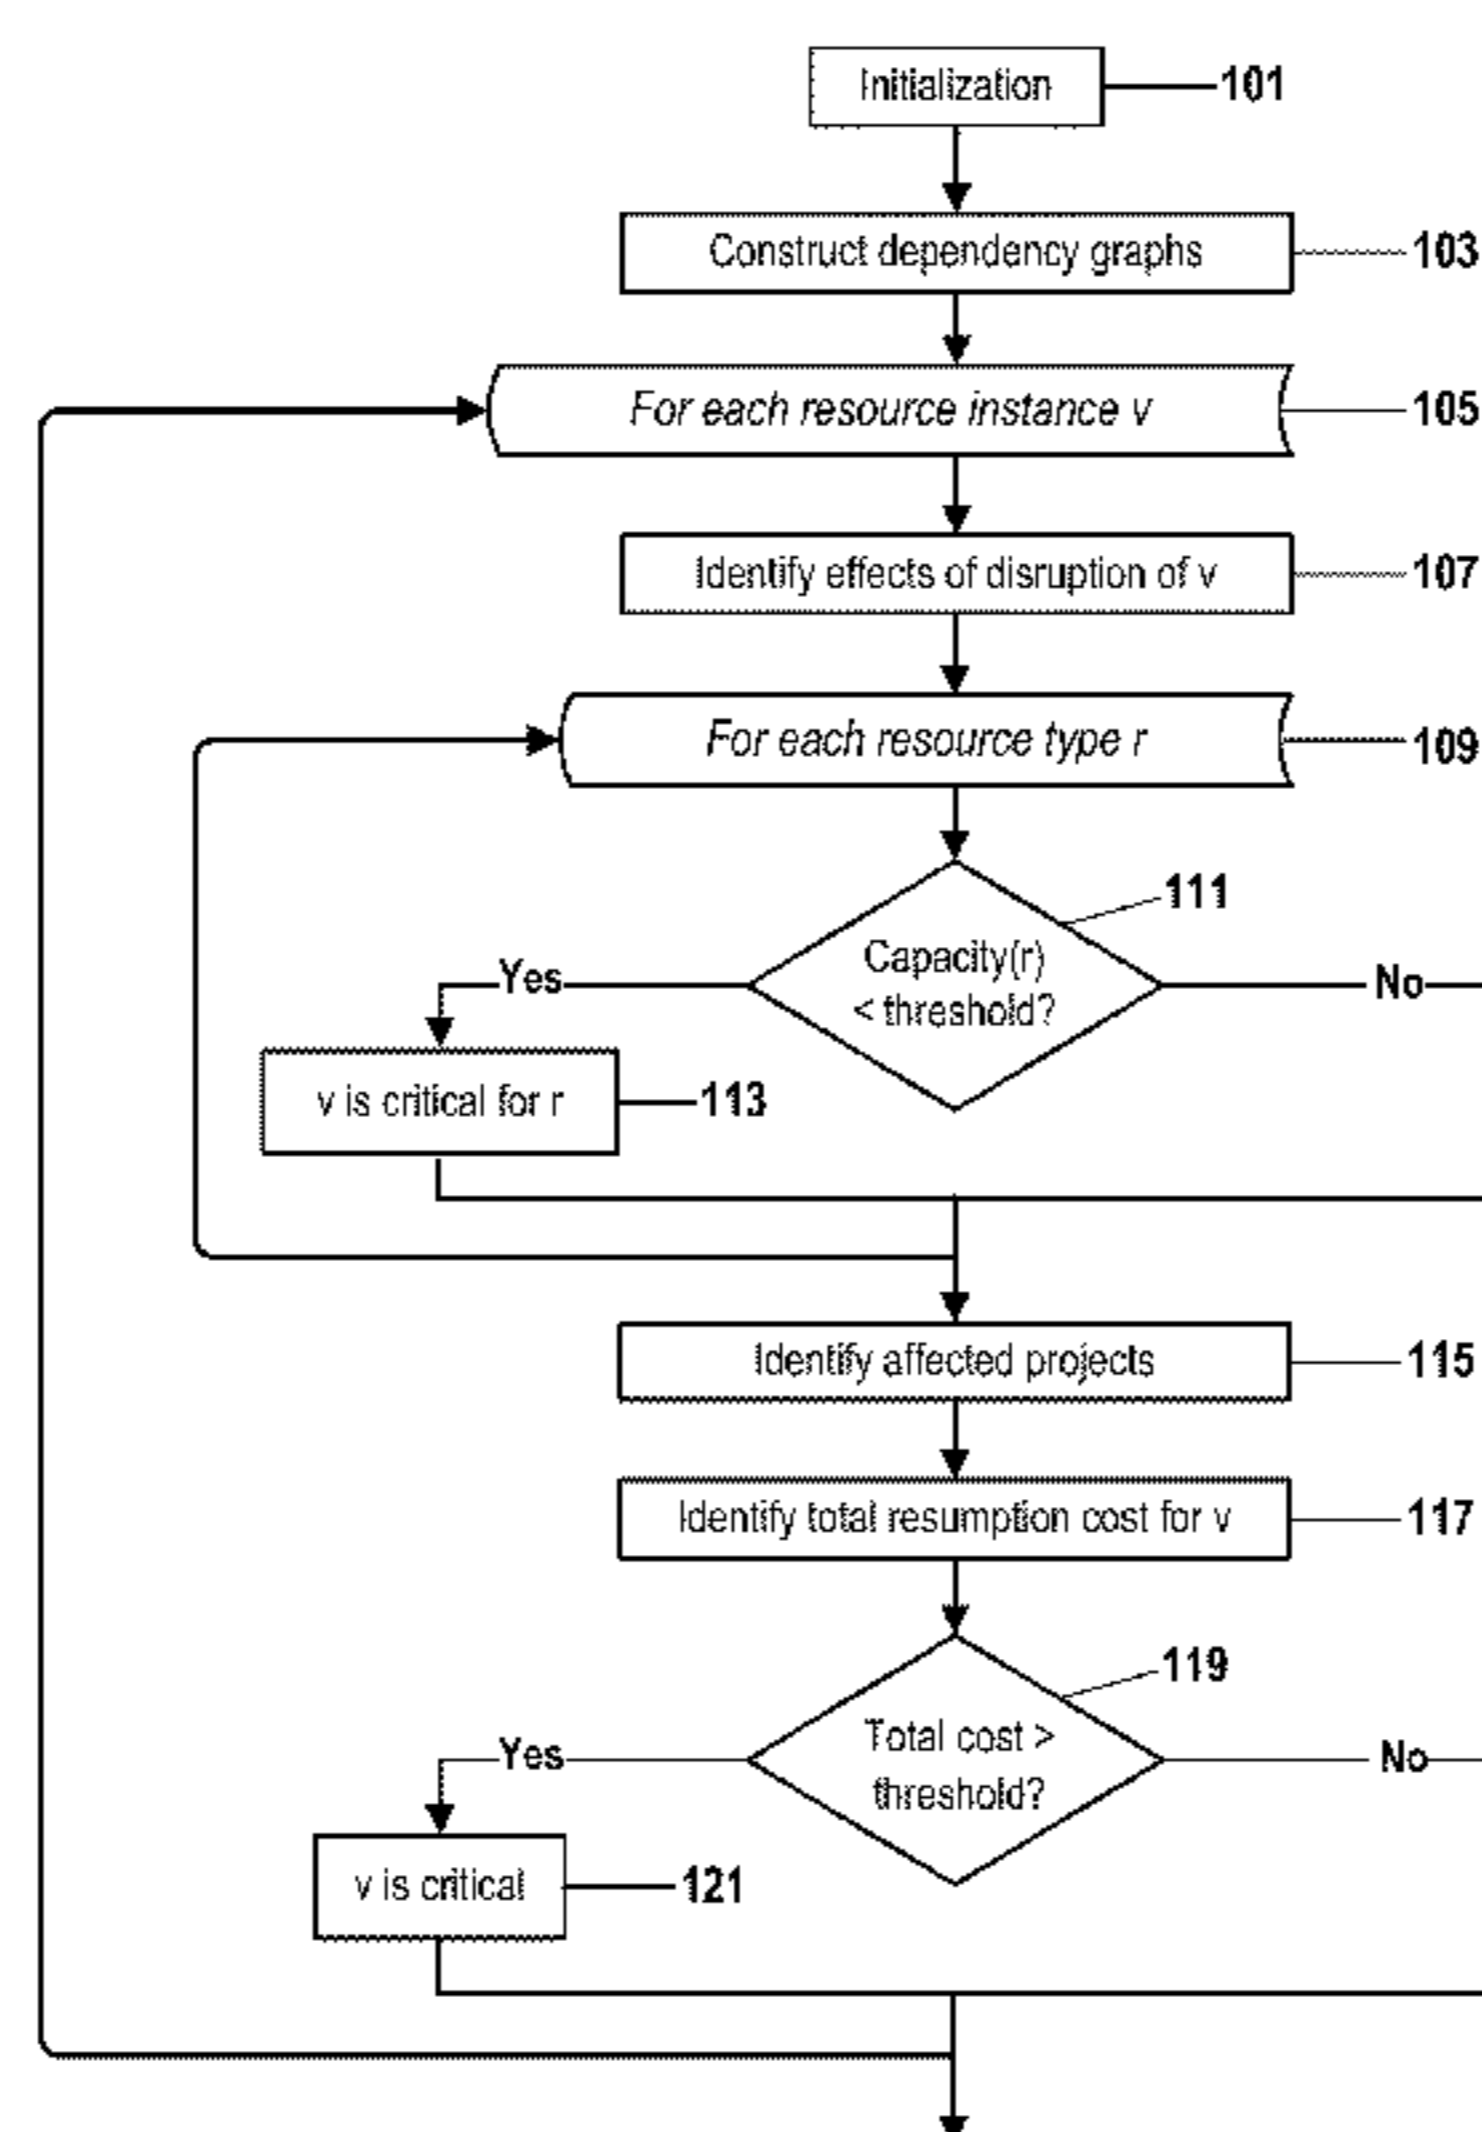 Initialization
101
Construct dependency graphs
103
For each resource instance v
105
Identify effects of disruption of v
107
For each resource type r
109
111
Capacity(r)
< threshold?
Yes
No
v is critical for r
113
Identify affected projects
115
Identify total resumption cost for v
117
119
Total cost >
threshold?
Yes
No
v is critical
121